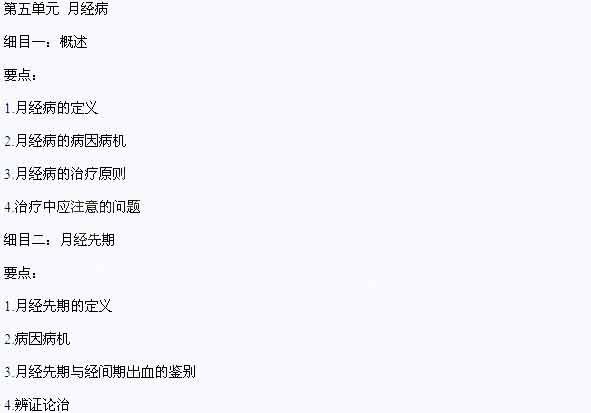 第五单元 月经病
细目一：概述
要点：
1.月经病的定义
2.月经病的病因病机
3.月经病的治疗原则
4.治疗中应注意的问题
细目二：月经先期
要点：
1.月经先期的定义
2.病因病机
3.月经先期与经间期出血的鉴别
4.辨证论治